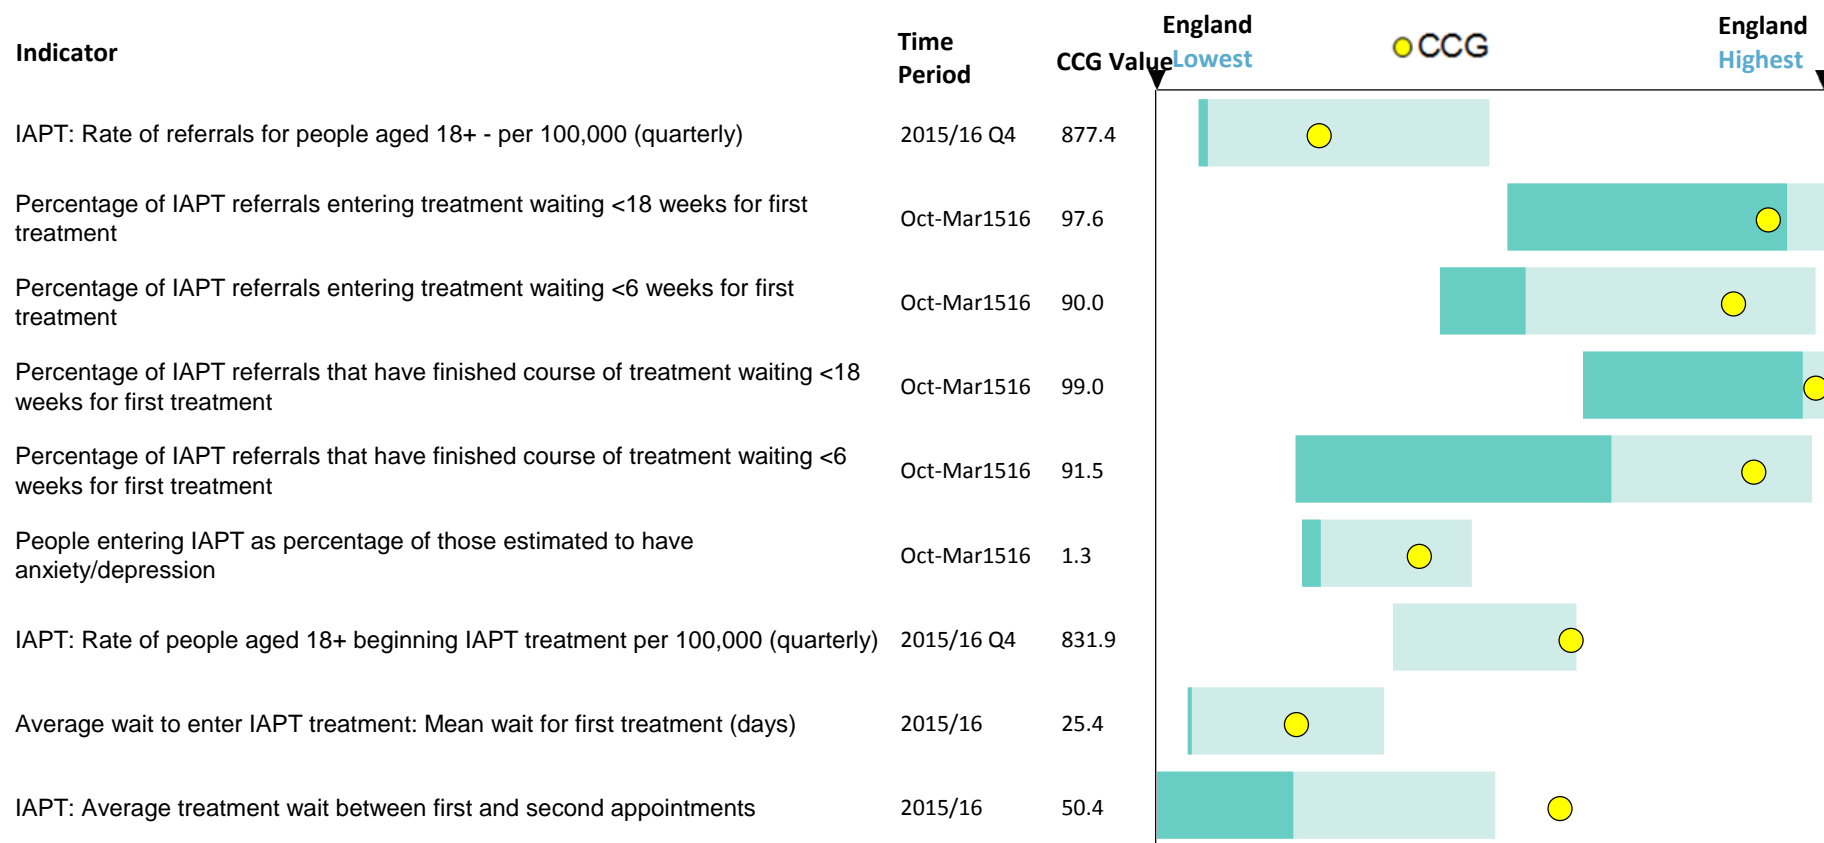 Indicator
Time
Period
CCG Value
England
Lowest
CCG
England
Highest
IAPT: Rate of referrals for people aged 18+ - per 100,000 (quarterly) 2015/16 Q4 877.4
Percentage of IAPT referrals entering treatment waiting <18 weeks for first
treatment
Oct-Mar1516 97.6
Percentage of IAPT referrals entering treatment waiting <6 weeks for first
treatment
Oct-Mar1516 90.0
Percentage of IAPT referrals that have finished course of treatment waiting <18
weeks for first treatment
Oct-Mar1516 99.0
Percentage of IAPT referrals that have finished course of treatment waiting <6
weeks for first treatment
Oct-Mar1516 91.5
People entering IAPT as percentage of those estimated to have
anxiety/depression
Oct-Mar1516 1.3
IAPT: Rate of people aged 18+ beginning IAPT treatment per 100,000 (quarterly) 2015/16 Q4 831.9
Average wait to enter IAPT treatment: Mean wait for first treatment (days) 2015/16 25.4
IAPT: Average treatment wait between first and second appointments 2015/16 50.4